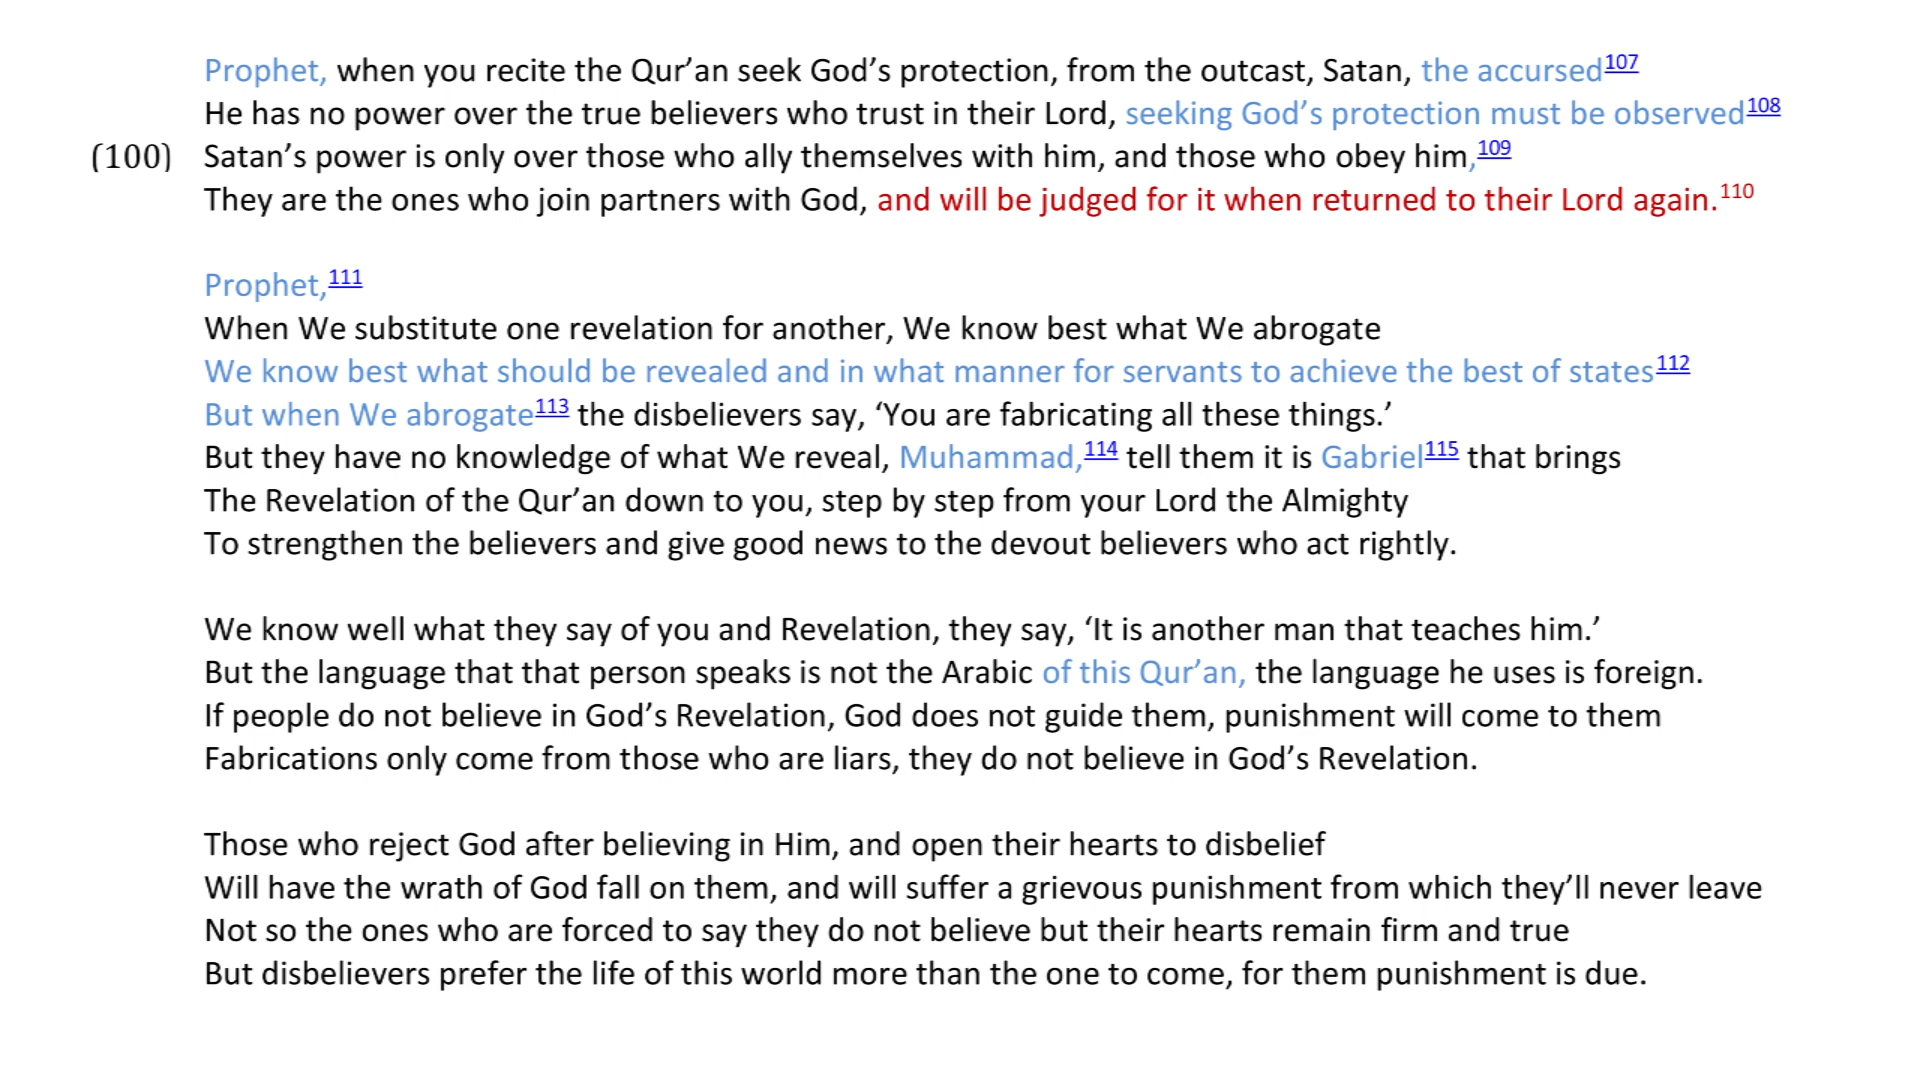 Prophet, when you recite the Qur’an seek God’s protection, from the outcast, Satan, the accursed107
He has no power over the true believers who trust in their Lord, seeking God’s protection must be observed108
(100) Satan’s power is only over those who ally themselves with him, and those who obey him,109
They are the ones who join partners with God, and will be judged for it when returned to their Lord again.110
Prophet,111
When We substitute one revelation for another, We know best what We abrogate
We know best what should be revealed and in what manner for servants to achieve the best of states112
But when We abrogate113 the disbelievers say, ‘You are fabricating all these things.’
But they have no knowledge of what We reveal, Muhammad,114 tell them it is Gabriel115 that brings
The Revelation of the Qur’an down to you, step by step from your Lord the Almighty
To strengthen the believers and give good news to the devout believers who act rightly.
We know well what they say of you and Revelation, they say, ‘It is another man that teaches him.’
But the language that that person speaks is not the Arabic of this Qur’an, the language he uses is foreign.
If people do not believe in God’s Revelation, God does not guide them, punishment will come to them
Fabrications only come from those who are liars, they do not believe in God’s Revelation.
Those who reject God after believing in Him, and open their hearts to disbelief
Will have the wrath of God fall on them, and will suffer a grievous punishment from which they’ll never leave
Not so the ones who are forced to say they do not believe but their hearts remain firm and true
But disbelievers prefer the life of this world more than the one to come, for them punishment is due.